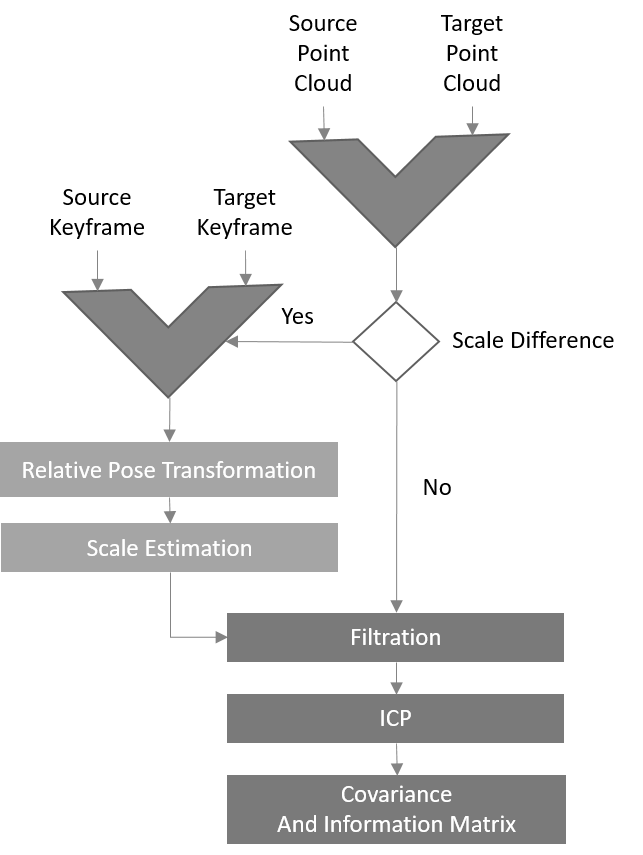 Source
Point
Cloud
Target
Point
Cloud
Source
Keyframe
Target
Keyframe
Yes
Scale Difference
Relative Pose Transformation
No
Scale Estimation
Filtration
ICP
Covariance
And Information Matrix